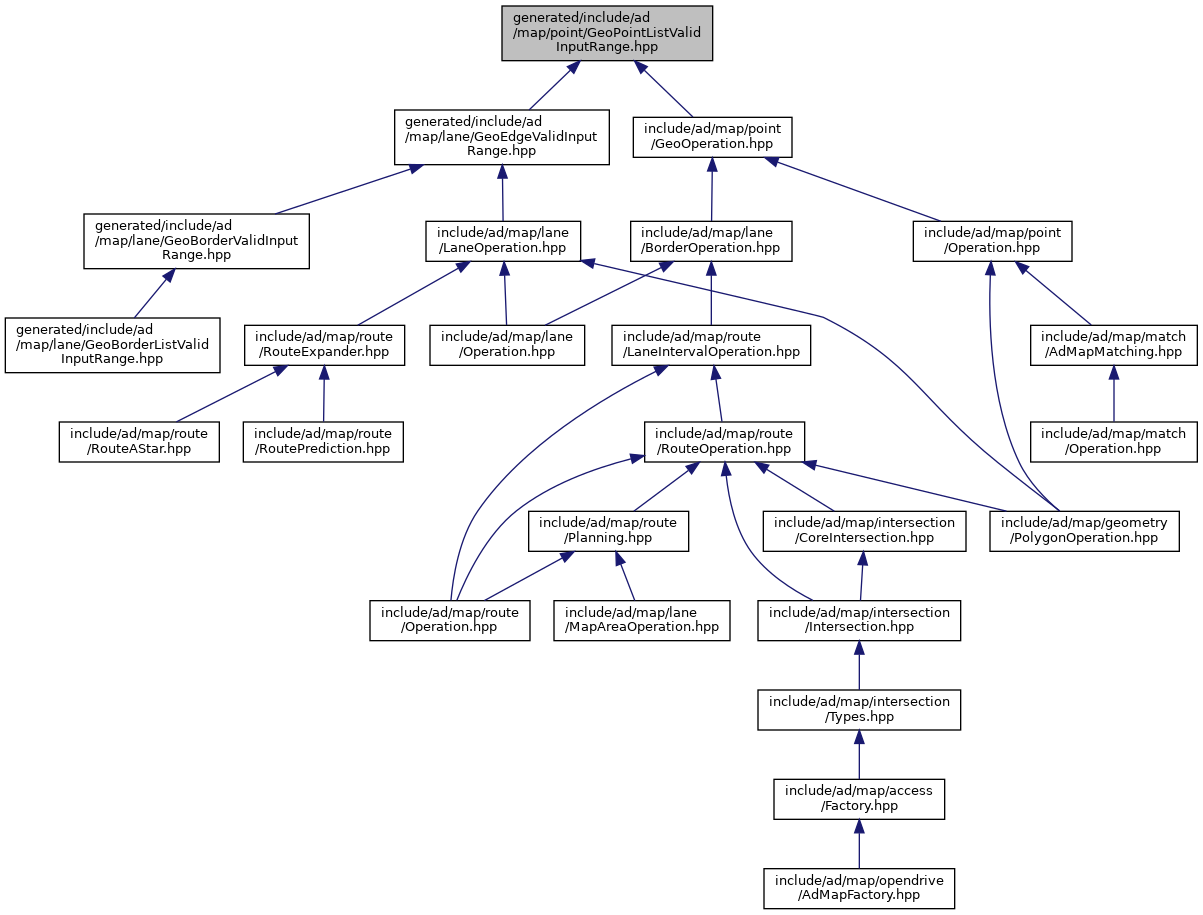 generated/include/ad
/map/point/GeoPointListValid
InputRange.hpp
generated/include/ad
/map/lane/GeoEdgeValidInput
Range.hpp
include/ad/map/point
/GeoOperation.hpp
generated/include/ad
/map/lane/GeoBorderValidInput
Range.hpp
include/ad/map/lane
/LaneOperation.hpp
include/ad/map/lane
/BorderOperation.hpp
include/ad/map/point
/Operation.hpp
generated/include/ad
/map/lane/GeoBorderListValid
InputRange.hpp
include/ad/map/route
/RouteExpander.hpp
include/ad/map/lane
/Operation.hpp
include/ad/map/route
/LaneIntervalOperation.hpp
include/ad/map/match
/AdMapMatching.hpp
include/ad/map/route
/RouteAStar.hpp
include/ad/map/route
/RoutePrediction.hpp
include/ad/map/route
/RouteOperation.hpp
include/ad/map/match
/Operation.hpp
include/ad/map/route
/Planning.hpp
include/ad/map/intersection
/CoreIntersection.hpp
include/ad/map/geometry
/PolygonOperation.hpp
include/ad/map/route
/Operation.hpp
include/ad/map/lane
/MapAreaOperation.hpp
include/ad/map/intersection
/Intersection.hpp
include/ad/map/intersection
/Types.hpp
include/ad/map/access
/Factory.hpp
include/ad/map/opendrive
/AdMapFactory.hpp